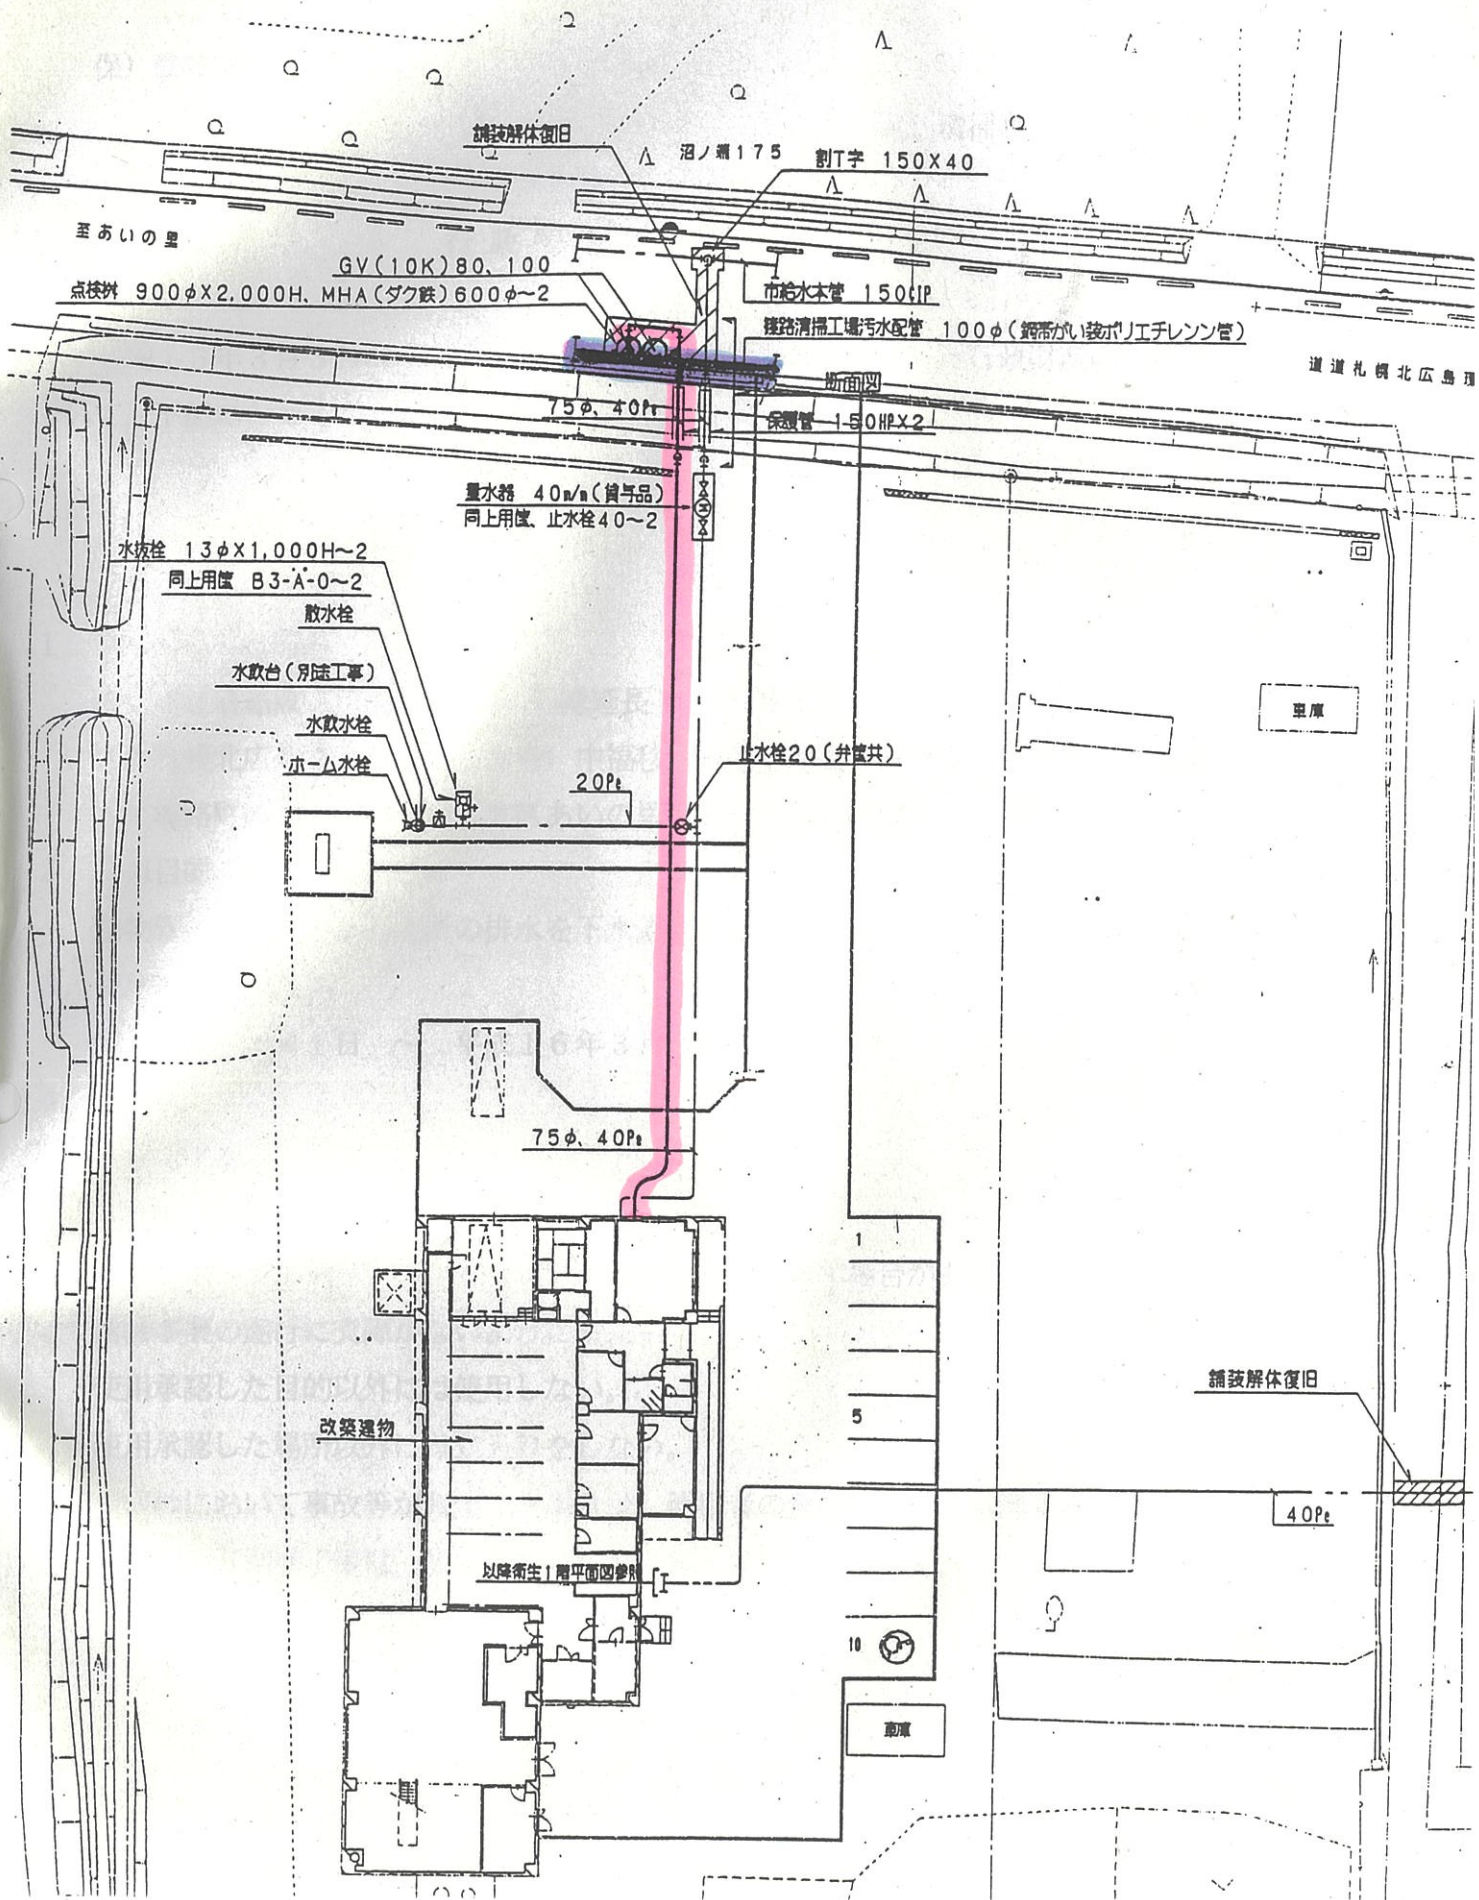 舗装解体復旧
沼ノ端175
割T字 150X40
至あいの里
GV(10K)80、100
点検桝 900φX2,000H、MHA(ダク鉄)600φ~2
市給水本管 150CIP
篠路清掃工場汚水配管 100φ(鋼帯がい装ポリエチレンン管)
道道札幌北広島環
断面図
75φ、40Pe
保護管 150HPX2
量水器 40m/m(貸与品)
同上用筐、止水栓40~2
水抜栓 13φX1,000H~2
同上用筐 B3-A-0~2
散水栓
水飲台(別途工事)
車庫
水飲水栓
ホーム水栓
止水栓20(弁筐共)
20Pe
75φ、40Pe
1
舗装解体復旧
5
改築建物
40Pe
以降衛生1階平面図参照
10
車庫